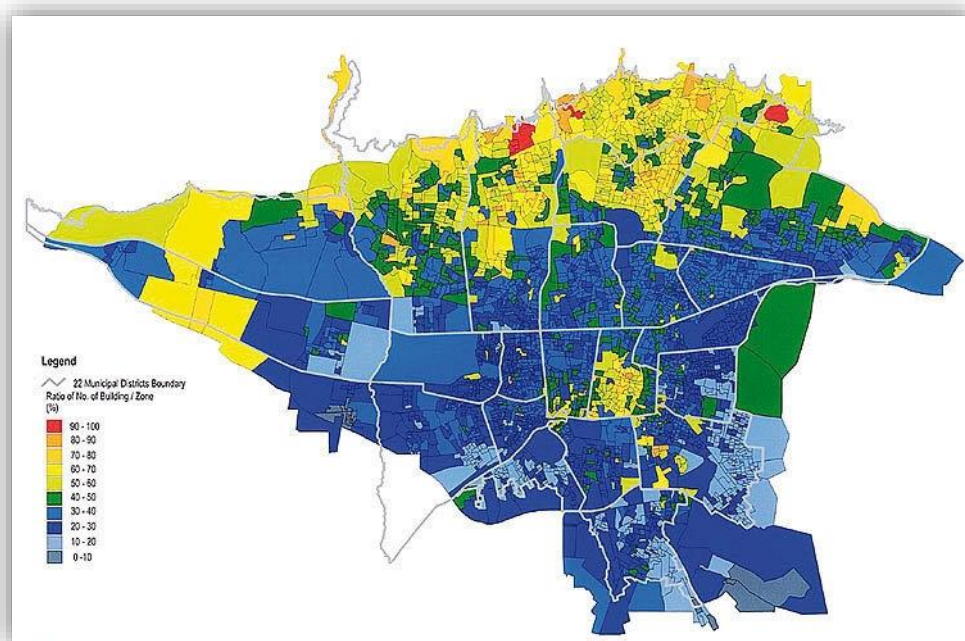 Legend
22 Municipal Districts Boundary
Ratio of No. of Building / Zone
(%)
90 - 100
80 - 90
70 - 80
60 - 70
50 - 60
40 - 50
30 - 40
20 - 30
10 - 20
0 -10